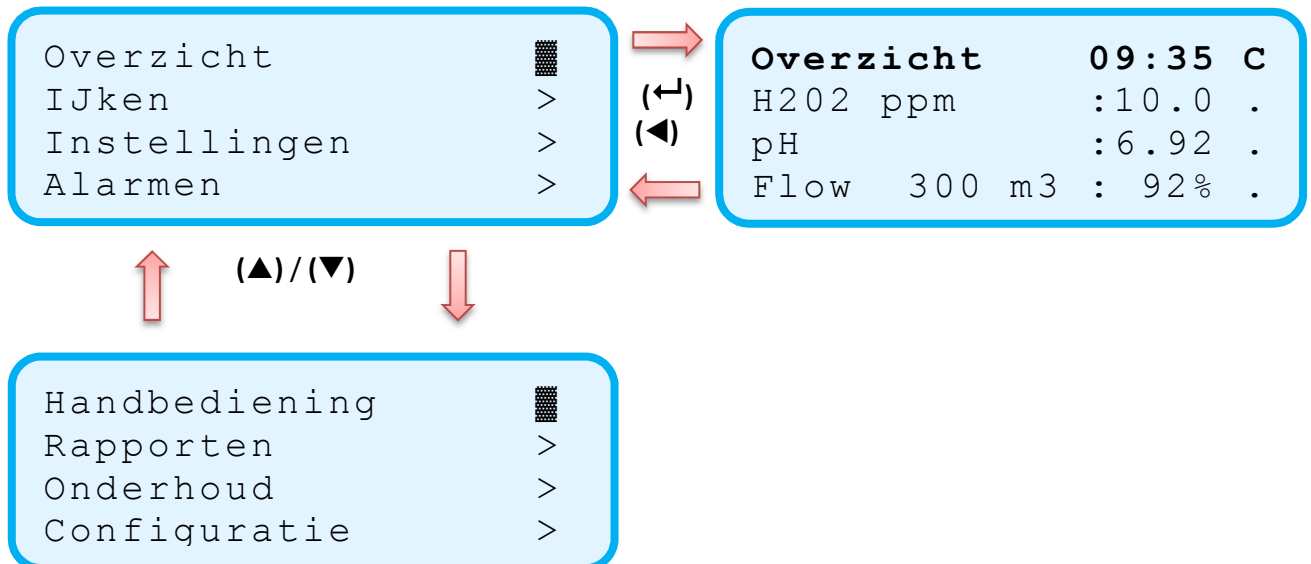 Overzicht ▓
IJken >
Instellingen >
Alarmen >
(↵)
(◀)
Overzicht 09:35 C
H202 ppm :10.0 .
pH :6.92 .
Flow 300 m3 : 92% .
(▲)/(▼)
Handbediening ▓
Rapporten >
Onderhoud >
Configuratie >